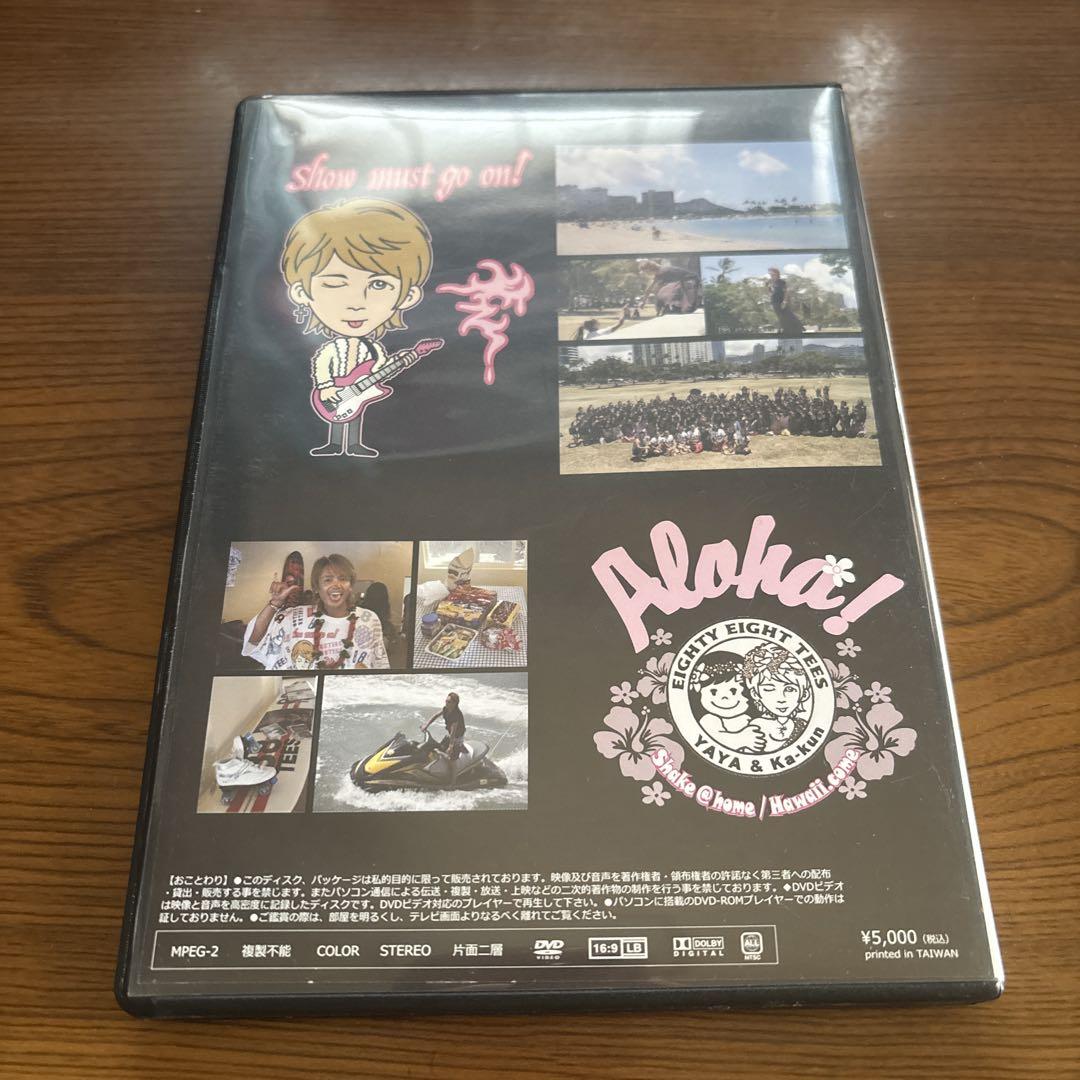 Show must go on!
Aloha!
EIGHTY EIGHT TEES
YAYA & Ka-kun
Shake@home/Hawaii.come
TEES
【おことわり】●このディスク、パッケージは私的目的に限って販売されております。映像及び音声を著作権者・領布権者の許諾なく第三者への配布
・貸出・販売する事を禁じます。またパソコン通信による伝送・複製・放送・上映などの二次的著作物の制作を行う事を禁じております。◆DVDビデオ
は映像と音声を高密度に記録したディスクです。DVDビデオ対応のプレイヤーで再生して下さい。●パソコンに搭載のDVD-ROMプレイヤーでの動作は
証しておりません。●ご鑑賞の際は、部屋を明るくし、テレビ画面よりなるべく離れてご覧ください。
MPEG-2 複製不能 COLOR STEREO 片面二層 DVD VIDEO 16:9 LB DOLBY DIGITAL ALL NTSC
¥5,000 (税込)
printed in TAIWAN